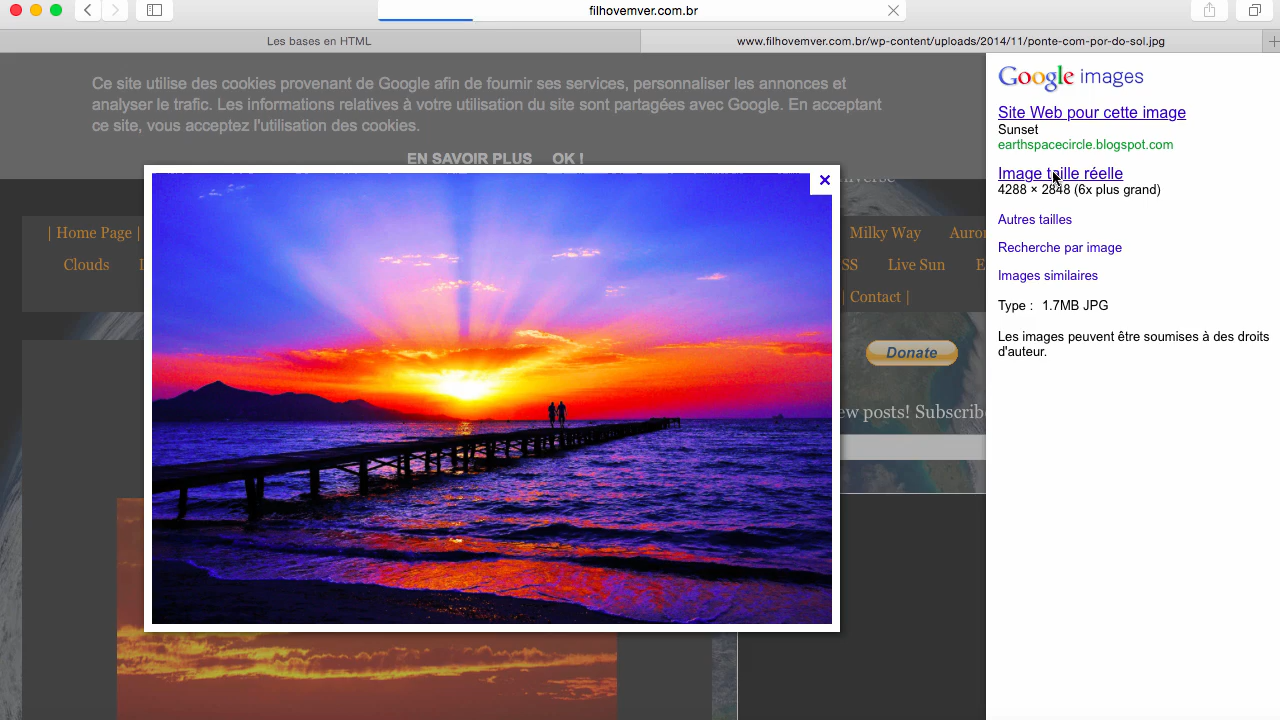 filhovemver.com.br
Les bases en HTML
www.filhovemver.com.br/wp-content/uploads/2014/11/ponte-com-por-do-sol.jpg
Ce site utilise des cookies provenant de Google afin de fournir ses services, personnaliser les annonces et
analyser le trafic. Les informations relatives à votre utilisation du site sont partagées avec Google. En acceptant
ce site, vous acceptez l'utilisation des cookies.
EN SAVOIR PLUS OK !
| Home Page |
Milky Way
Clouds
Live Sun
| Contact |
Donate
Google images
Site Web pour cette image
Sunset
earthspacecircle.blogspot.com
Image taille réelle
4288 × 2848 (6x plus grand)
Autres tailles
Recherche par image
Images similaires
Type : 1.7MB JPG
Les images peuvent être soumises à des droits
d'auteur.